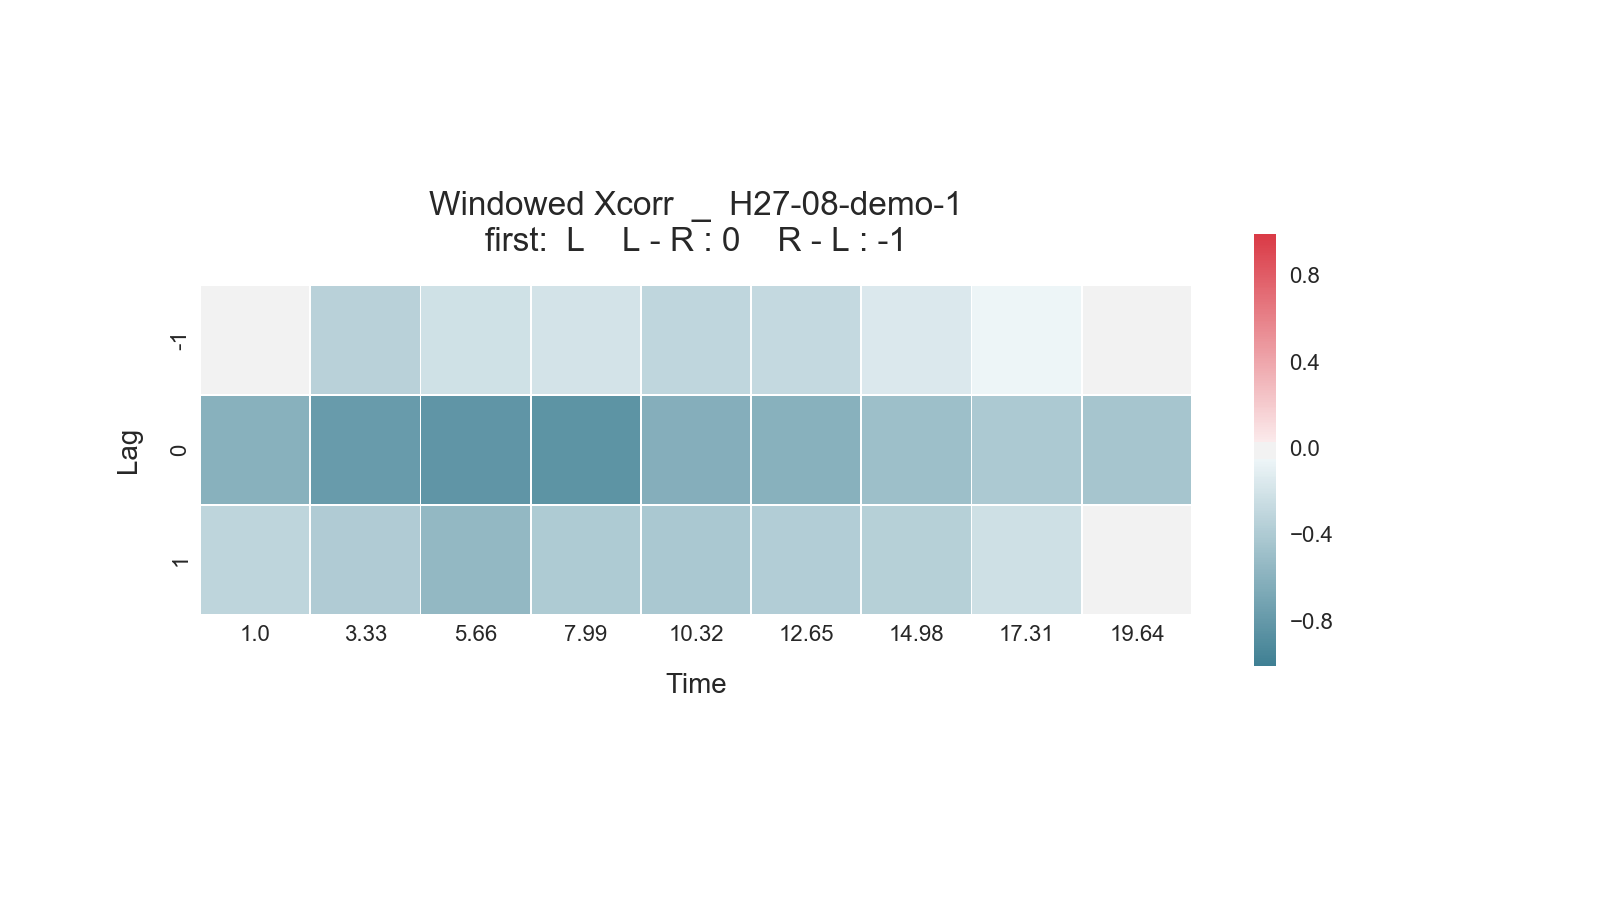 Windowed Xcorr _ H27-08-demo-1
first: L L - R : 0 R - L : -1
Lag
-1
0
1
1.0 3.33 5.66 7.99 10.32 12.65 14.98 17.31 19.64
Time
0.8
0.4
0.0
−0.4
−0.8